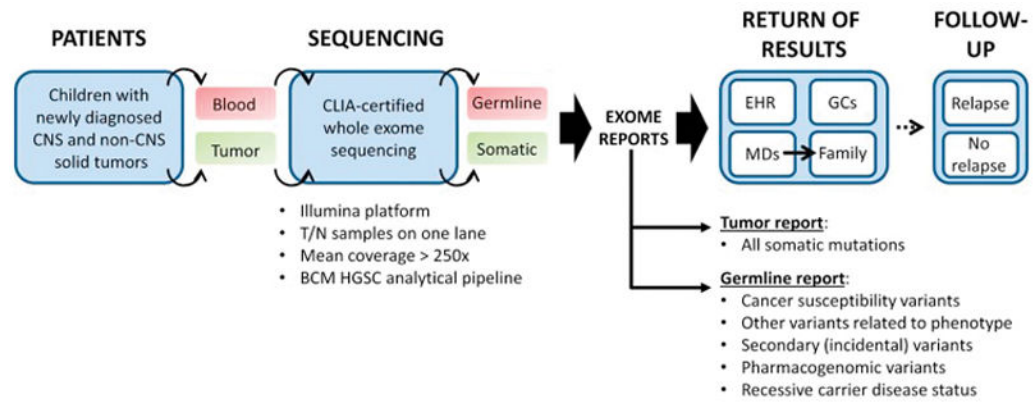 PATIENTS
Children with
newly diagnosed
CNS and non-CNS
solid tumors
Blood
Tumor
SEQUENCING
CLIA-certified
whole exome
sequencing
Germline
Somatic
• Illumina platform
• T/N samples on one lane
• Mean coverage > 250x
• BCM HGSC analytical pipeline
EXOME
REPORTS
RETURN OF
RESULTS
EHR
GCs
MDs
Family
FOLLOW-
UP
Relapse
No
relapse
Tumor report:
• All somatic mutations
Germline report:
• Cancer susceptibility variants
• Other variants related to phenotype
• Secondary (incidental) variants
• Pharmacogenomic variants
• Recessive carrier disease status